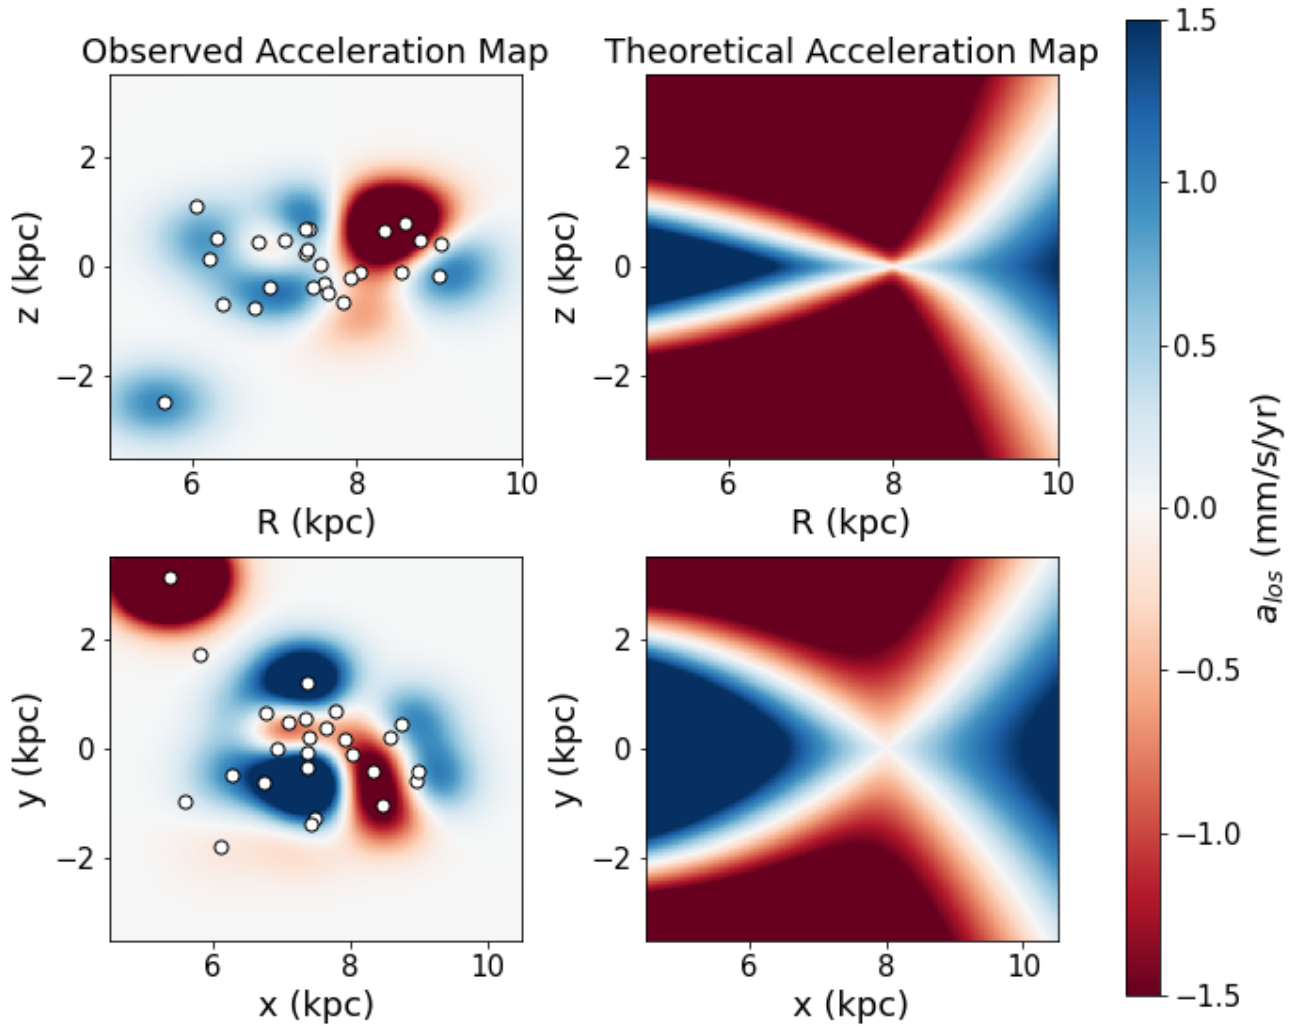 Observed Acceleration Map
Theoretical Acceleration Map
z (kpc)
2
0
−2
6
8
10
R (kpc)
z (kpc)
2
0
−2
6
8
10
R (kpc)
y (kpc)
2
0
−2
6
8
10
x (kpc)
y (kpc)
2
0
−2
6
8
10
x (kpc)
1.5
1.0
0.5
0.0
−0.5
−1.0
−1.5
a_los (mm/s/yr)